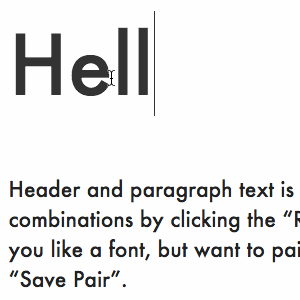 Hell
Header and paragraph text is
combinations by clicking the “R
you like a font, but want to pai
“Save Pair”.